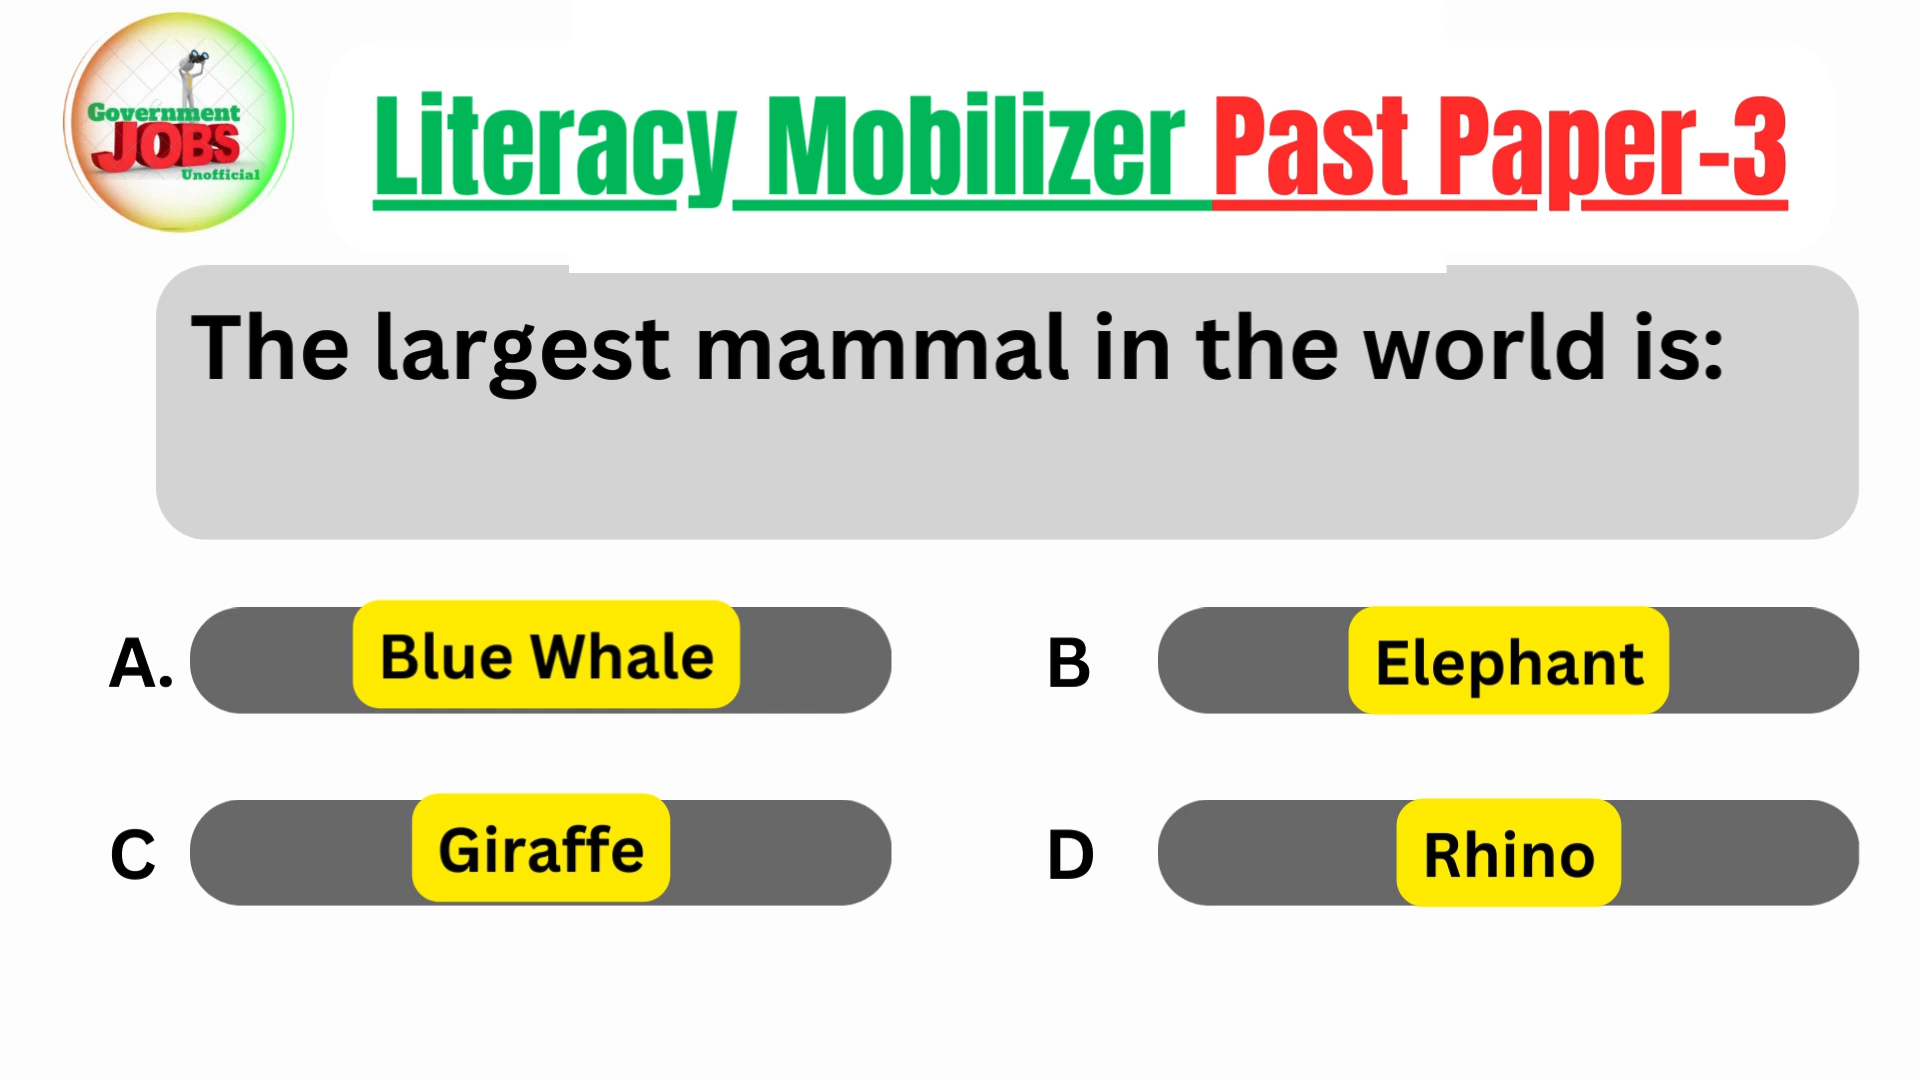 Government
JOBS
Unofficial
Literacy Mobilizer Past Paper-3
The largest mammal in the world is:
A. Blue Whale
B Elephant
C Giraffe
D Rhino